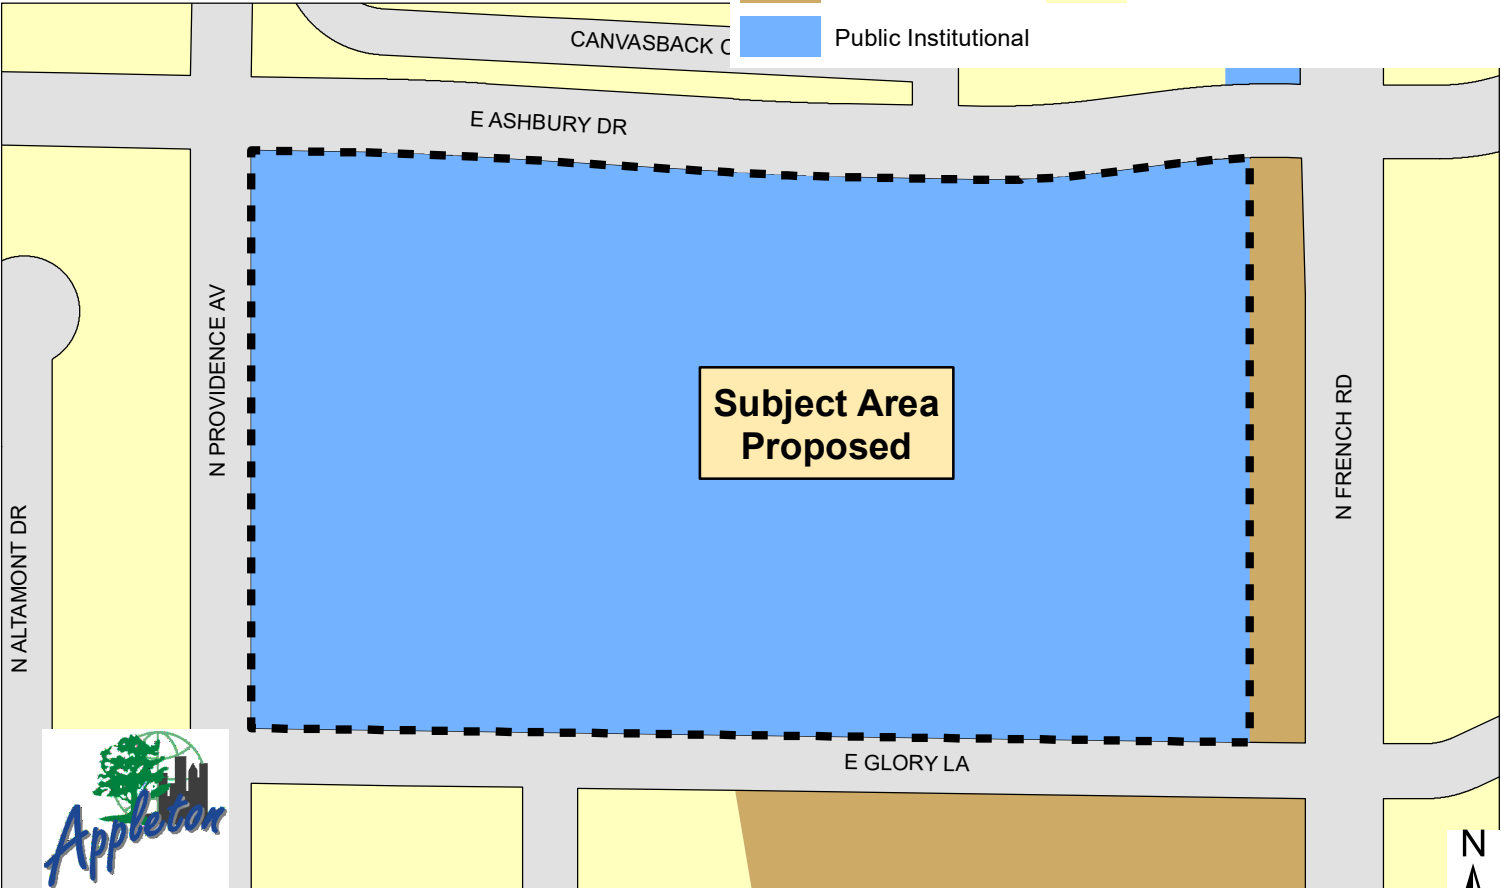 CANVASBACK C
Public Institutional
E ASHBURY DR
N PROVIDENCE AV
Subject Area
Proposed
N FRENCH RD
N ALTAMONT DR
E GLORY LA
Appleton
N